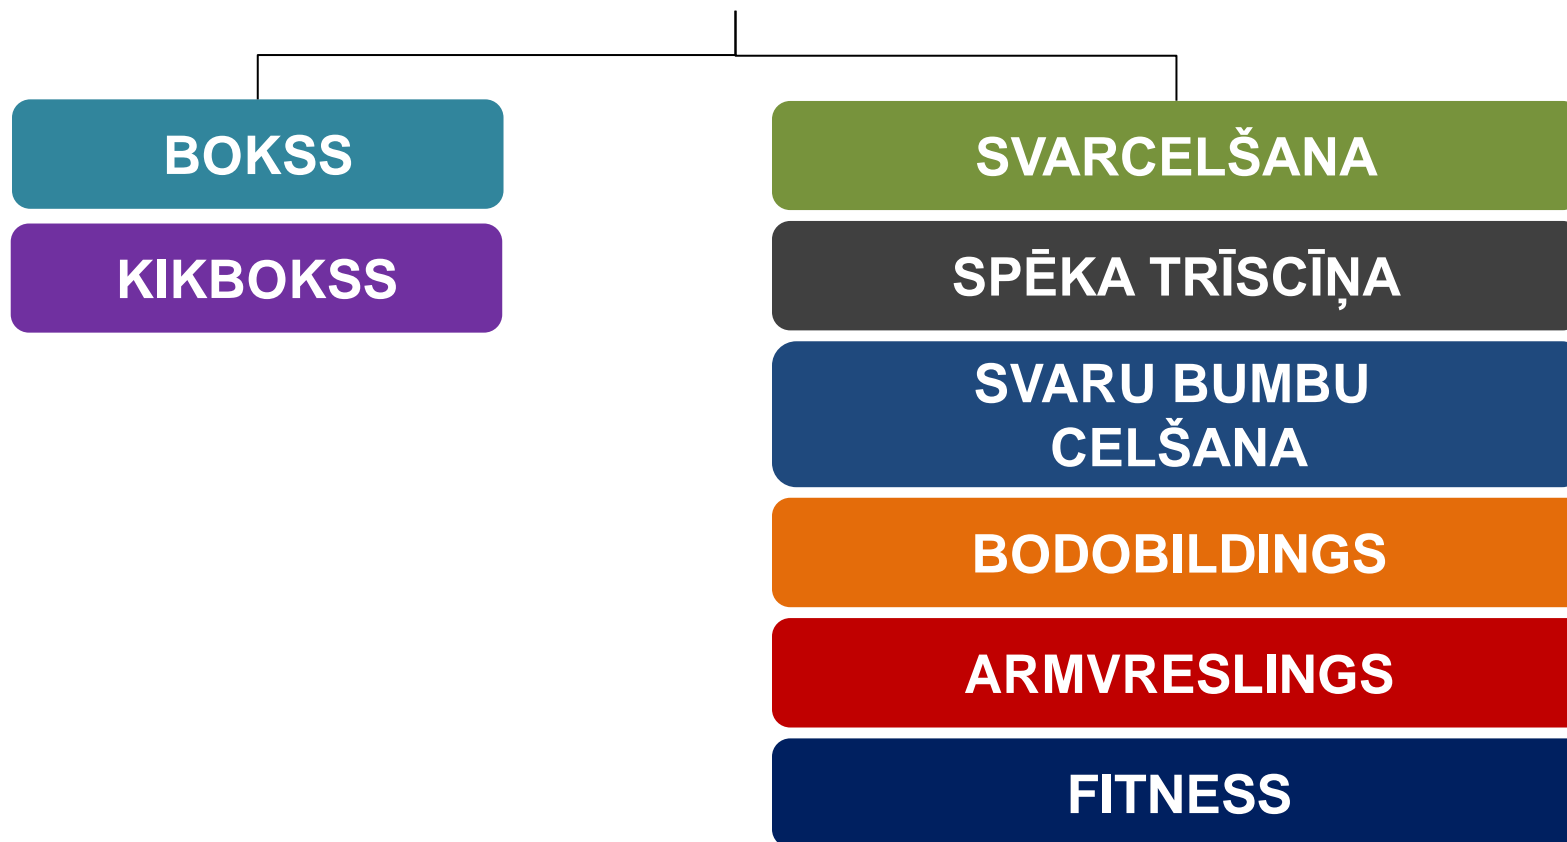 BOKSS
KIKBOKSS
SVARCELŠANA
SPĒKA TRĪSCĪŅA
SVARU BUMBU
CELŠANA
BODOBILDINGS
ARMVRESLINGS
FITNESS